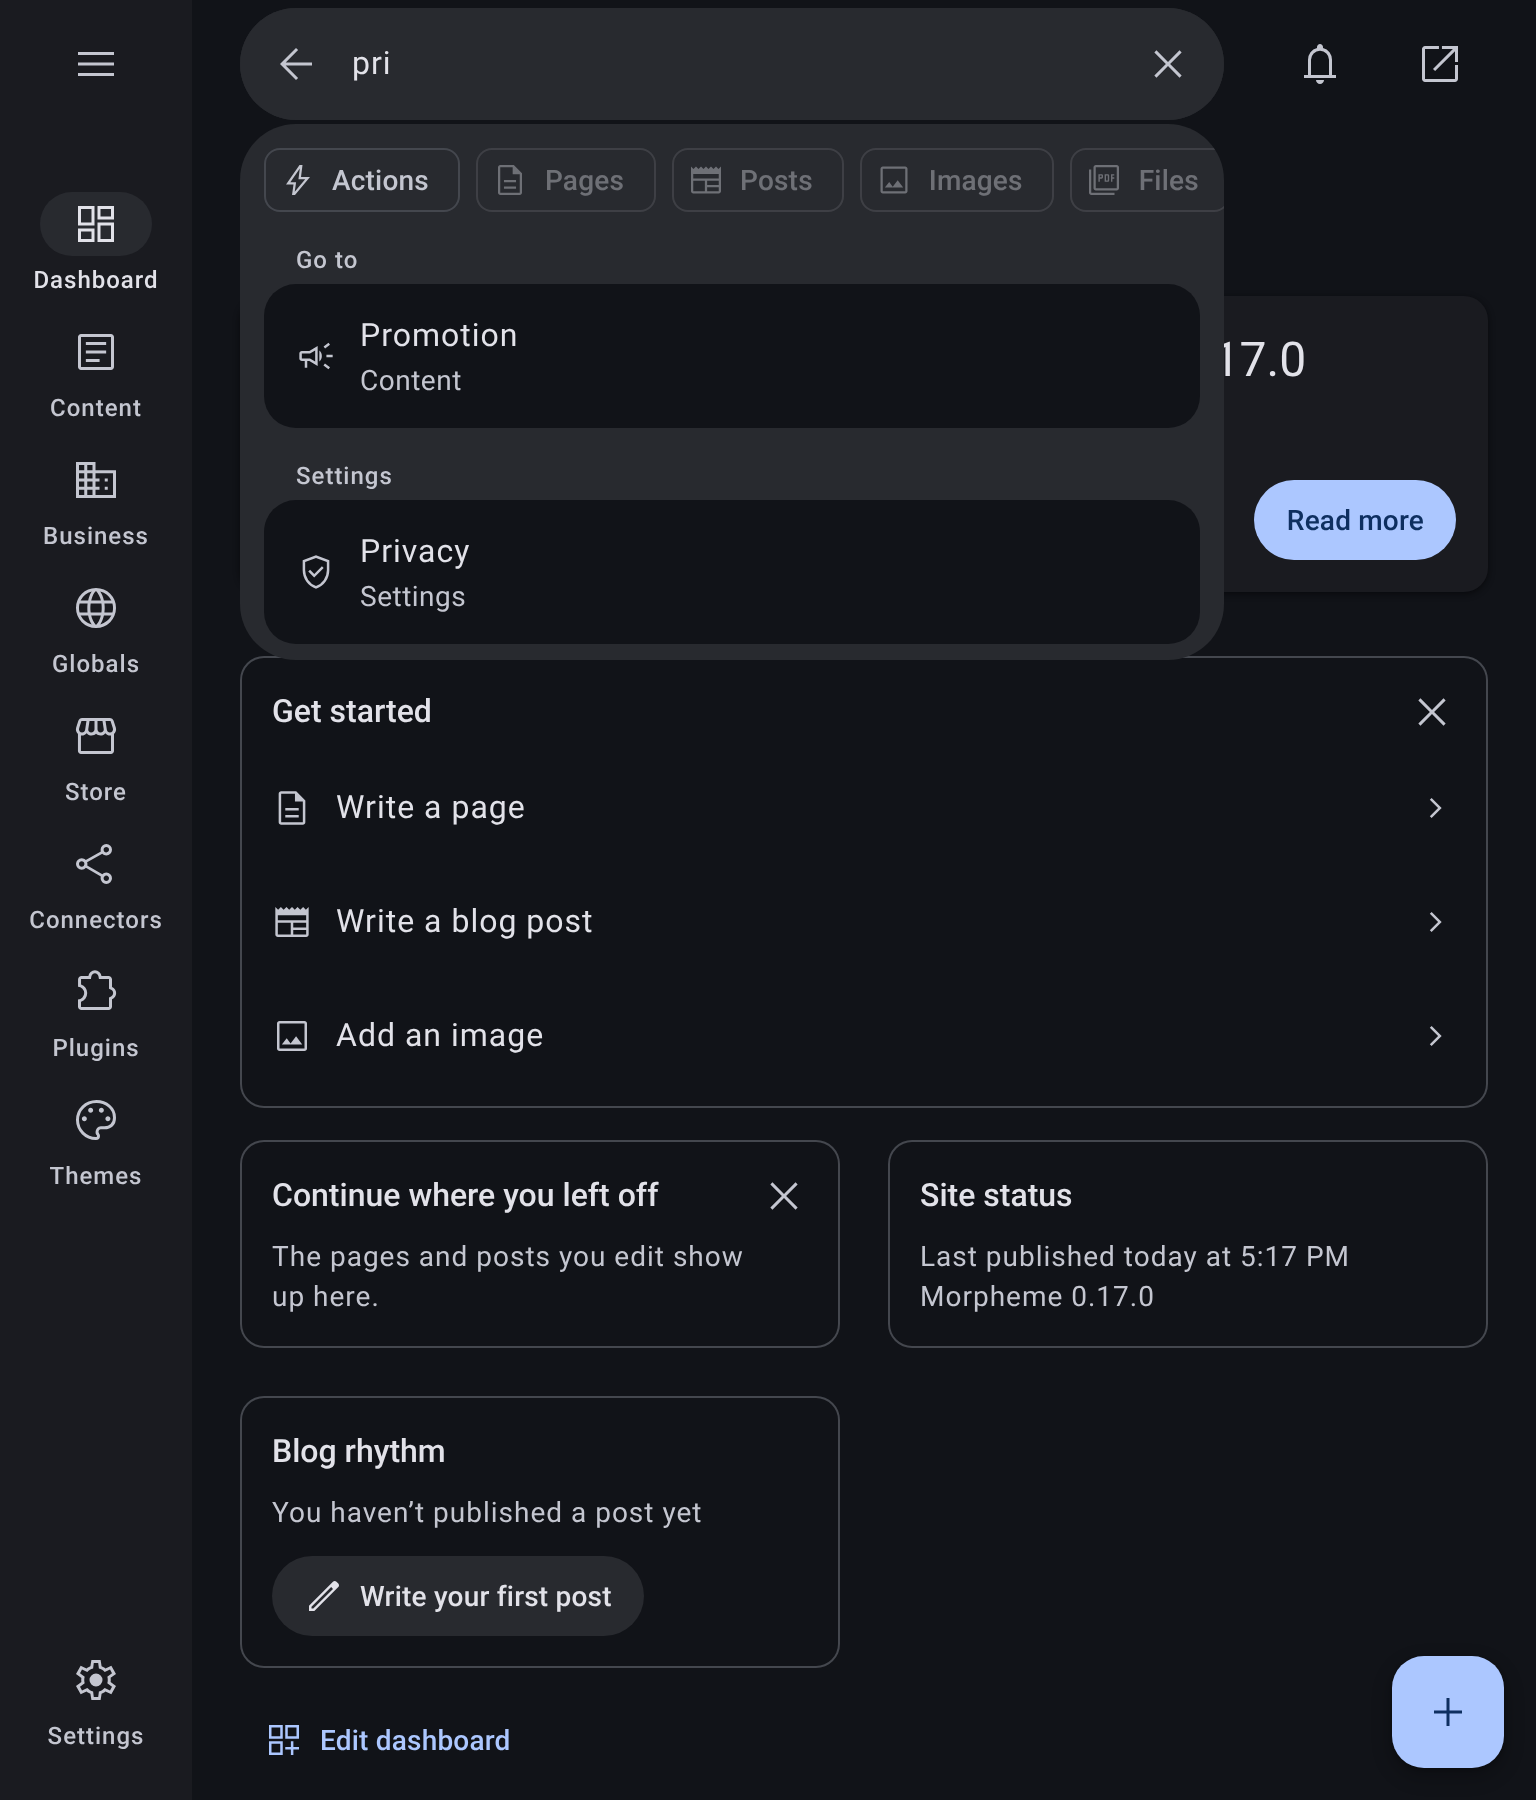 pri
Actions
Pages
Posts
Images
PDF
Files
Go to
Promotion
Content
Settings
Privacy
Settings
17.0
Read more
Dashboard
Content
Business
Globals
Store
Connectors
Plugins
Themes
Settings
Get started
Write a page
Write a blog post
Add an image
Continue where you left off
The pages and posts you edit show
up here.
Site status
Last published today at 5:17 PM
Morpheme 0.17.0
Blog rhythm
You haven’t published a post yet
Write your first post
Edit dashboard